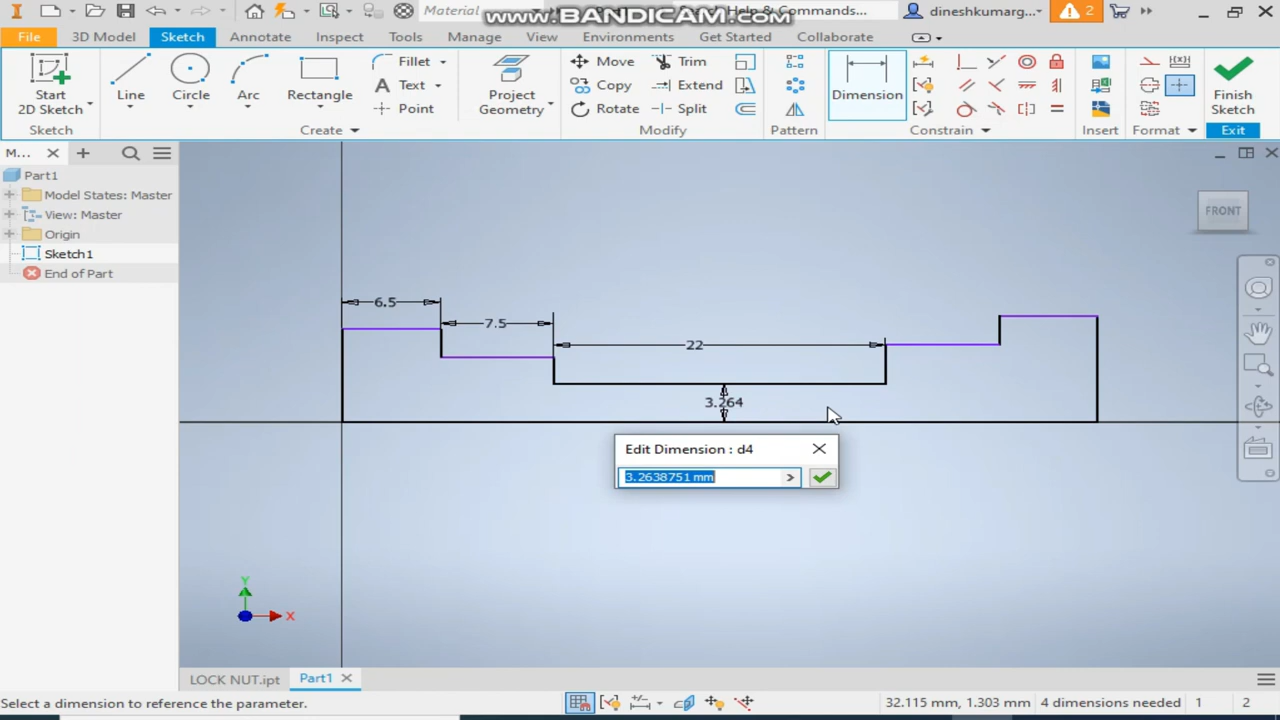 Material
www.BANDICAM.com
Help & Commands...
dineshkumarg...
2
File
3D Model
Sketch
Annotate
Inspect
Tools
Manage
View
Environments
Get Started
Collaborate
Start
2D Sketch
Line
Circle
Arc
Rectangle
Fillet
Text
Point
Project
Geometry
Move
Copy
Rotate
Trim
Extend
Split
Dimension
Finish
Sketch
Sketch
Create
Modify
Pattern
Constrain
Insert
Format
Exit
M...
Part1
Model States: Master
View: Master
Origin
Sketch1
End of Part
FRONT
6.5
7.5
22
3.264
Edit Dimension : d4
3.2638751 mm
Y
X
LOCK NUT.ipt
Part1
Select a dimension to reference the parameter.
32.115 mm, 1.303 mm
4 dimensions needed
1
2